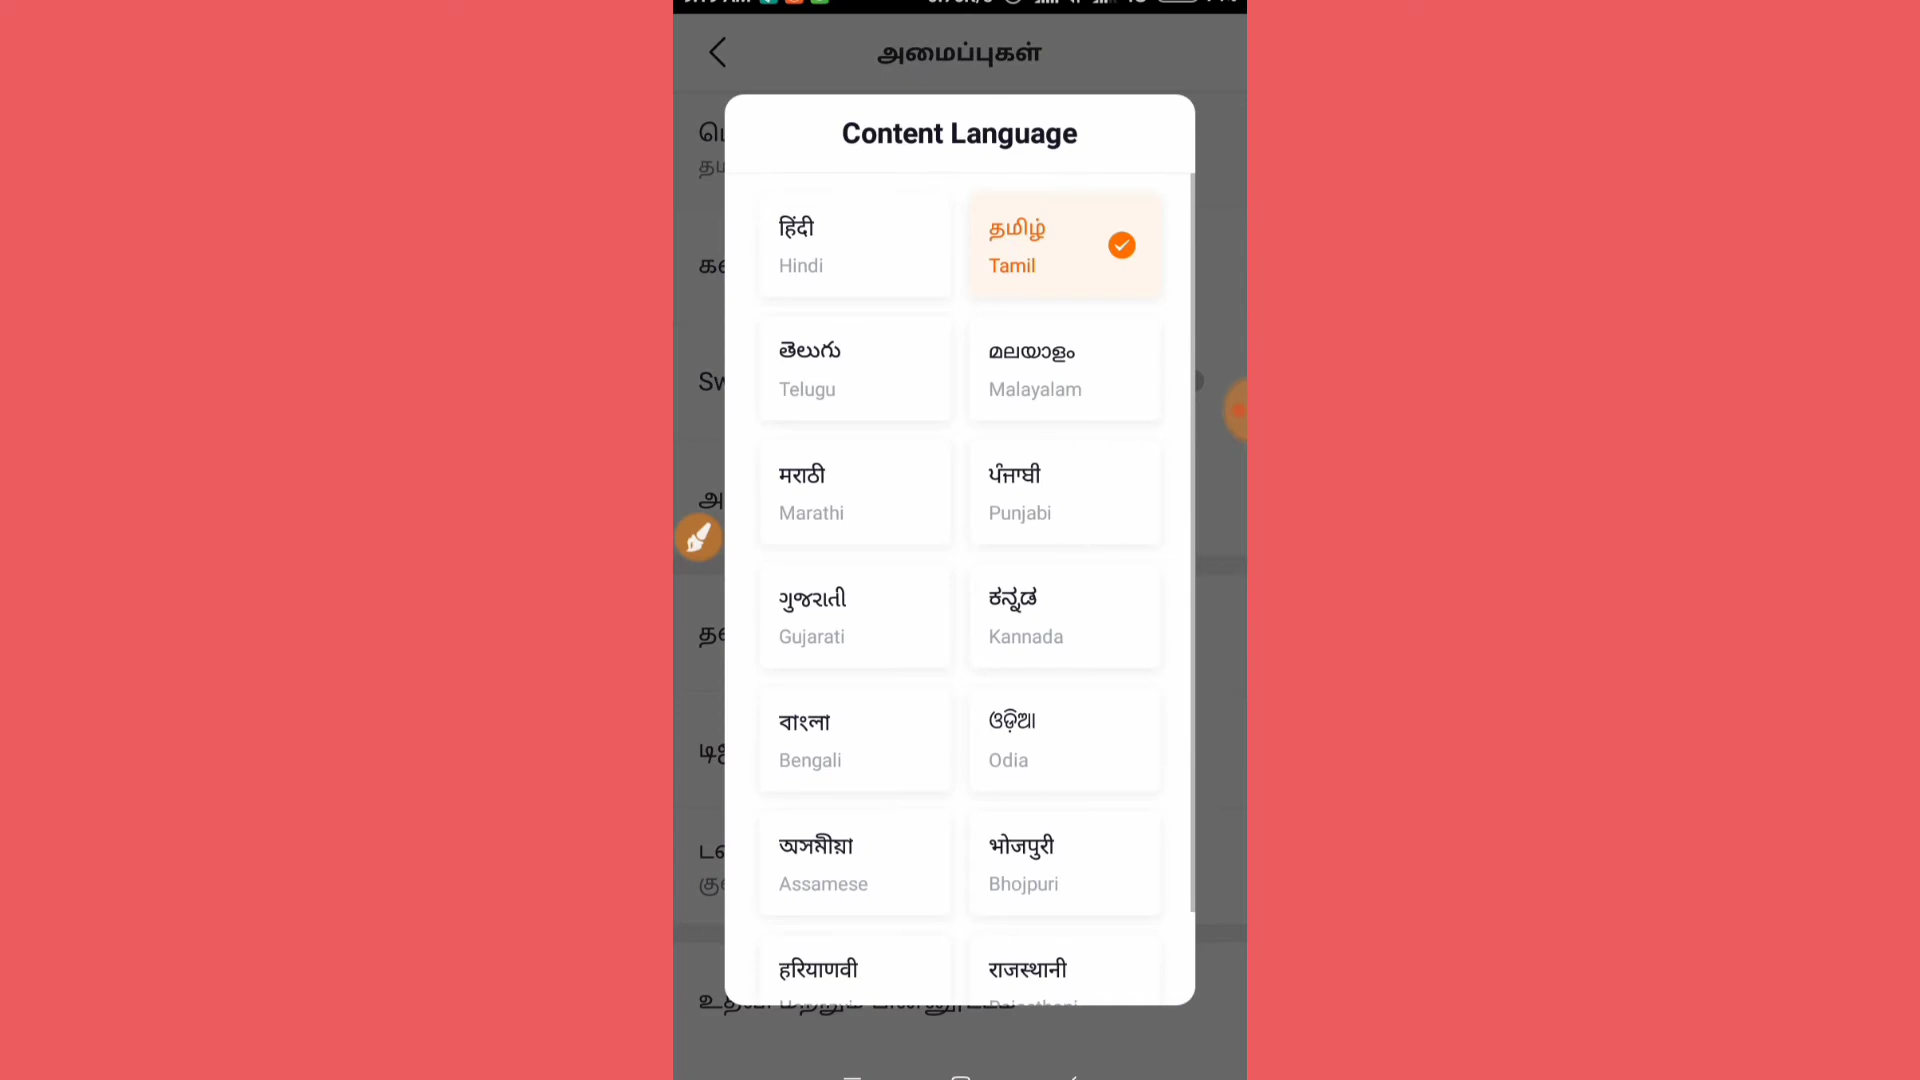 அமைப்புகள்
Content Language
हिंदी
Hindi
தமிழ்
Tamil
తెలుగు
Telugu
മലയാളം
Malayalam
मराठी
Marathi
ਪੰਜਾਬੀ
Punjabi
ગુજરાતી
Gujarati
ಕನ್ನಡ
Kannada
বাংলা
Bengali
ଓଡ଼ିଆ
Odia
অসমীয়া
Assamese
भोजपुरी
Bhojpuri
हरियाणवी
राजस्थानी